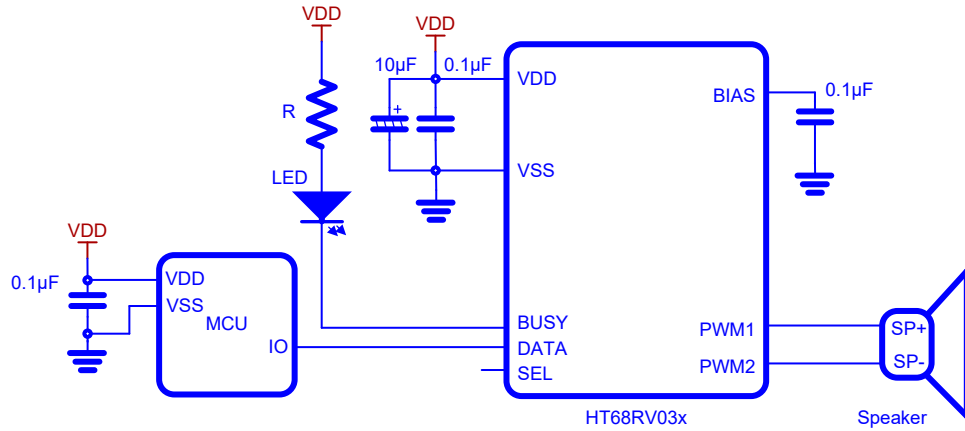 VDD
VDD
10µF
0.1µF
VDD
BIAS
0.1µF
R
LED
+
VSS
VDD
0.1µF
VDD
VSS
MCU
IO
BUSY
DATA
SEL
PWM1
PWM2
SP+
SP-
HT68RV03x
Speaker